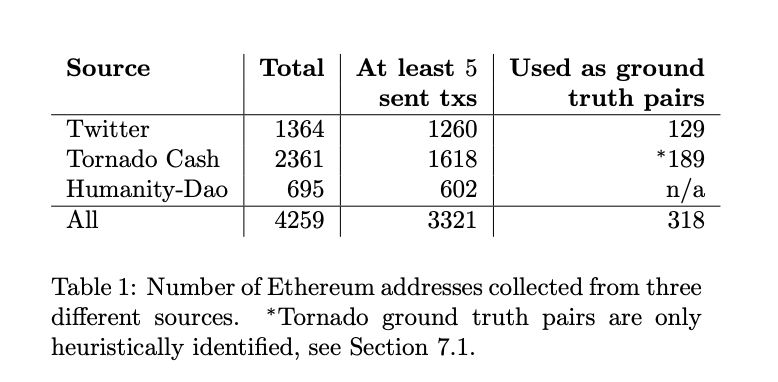 Source Total At least 5 sent txs Used as ground truth pairs
Twitter 1364 1260 129
Tornado Cash 2361 1618 *189
Humanity-Dao 695 602 n/a
All 4259 3321 318
Table 1: Number of Ethereum addresses collected from three
different sources. *Tornado ground truth pairs are only
heuristically identified, see Section 7.1.